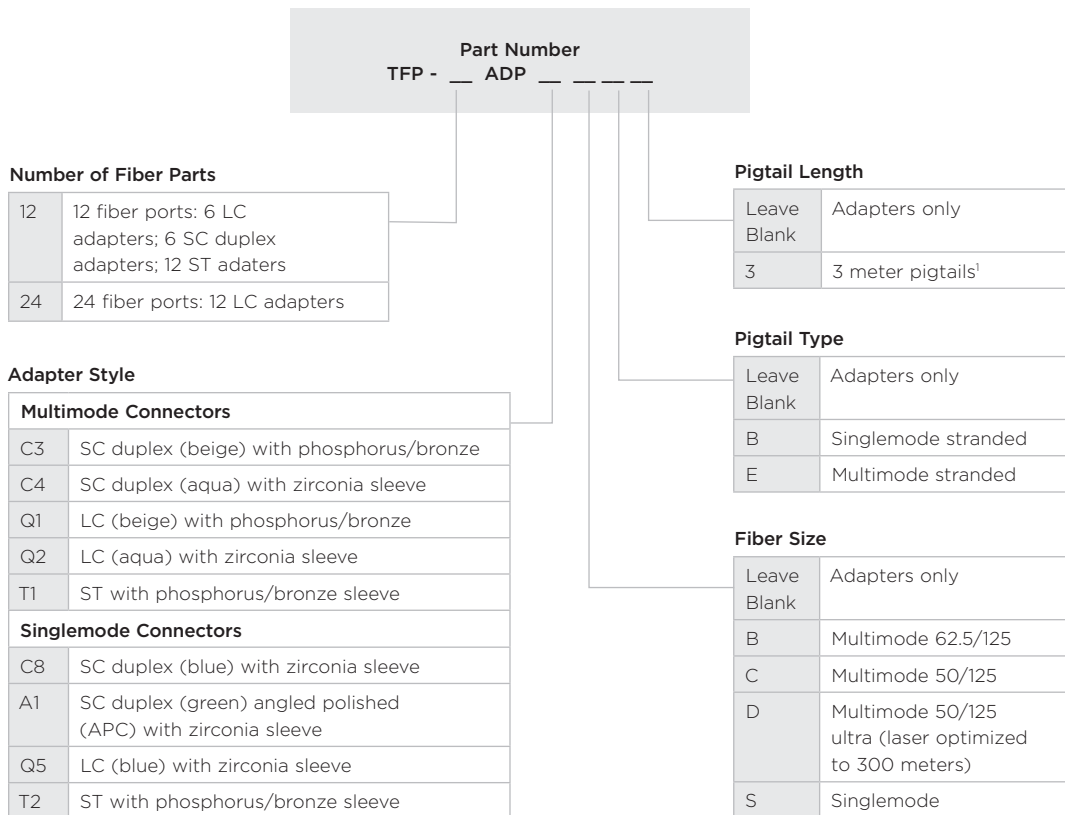 Part Number
TFP - __ ADP __ __ __ __
Number of Fiber Parts
12 12 fiber ports: 6 LC
adapters; 6 SC duplex
adapters; 12 ST adaters
24 24 fiber ports: 12 LC adapters
Adapter Style
Multimode Connectors
C3 SC duplex (beige) with phosphorus/bronze
C4 SC duplex (aqua) with zirconia sleeve
Q1 LC (beige) with phosphorus/bronze
Q2 LC (aqua) with zirconia sleeve
T1 ST with phosphorus/bronze sleeve
Singlemode Connectors
C8 SC duplex (blue) with zirconia sleeve
A1 SC duplex (green) angled polished
(APC) with zirconia sleeve
Q5 LC (blue) with zirconia sleeve
T2 ST with phosphorus/bronze sleeve
Pigtail Length
Leave Adapters only
Blank
3 3 meter pigtails¹
Pigtail Type
Leave Adapters only
Blank
B Singlemode stranded
E Multimode stranded
Fiber Size
Leave Adapters only
Blank
B Multimode 62.5/125
C Multimode 50/125
D Multimode 50/125
ultra (laser optimized
to 300 meters)
S Singlemode